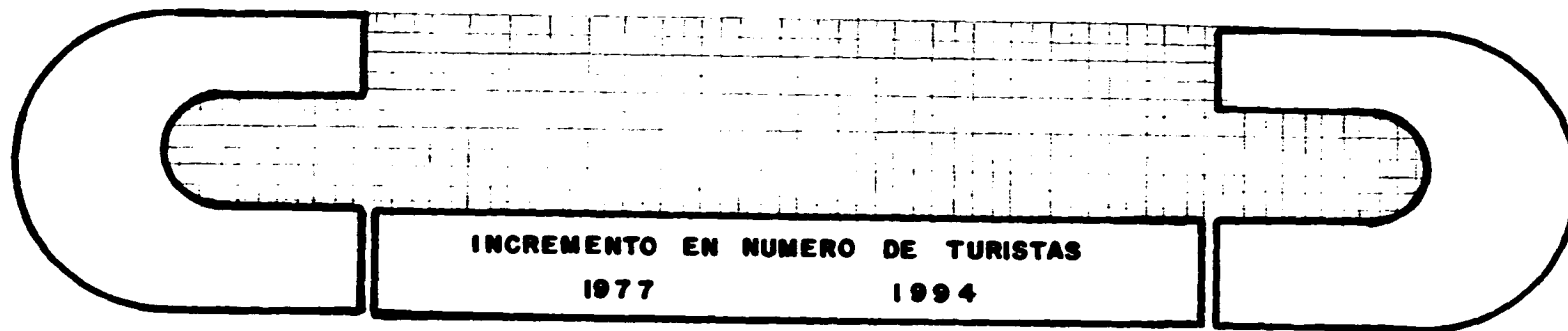 INCREMENTO EN NUMERO DE TURISTAS
1977 1994